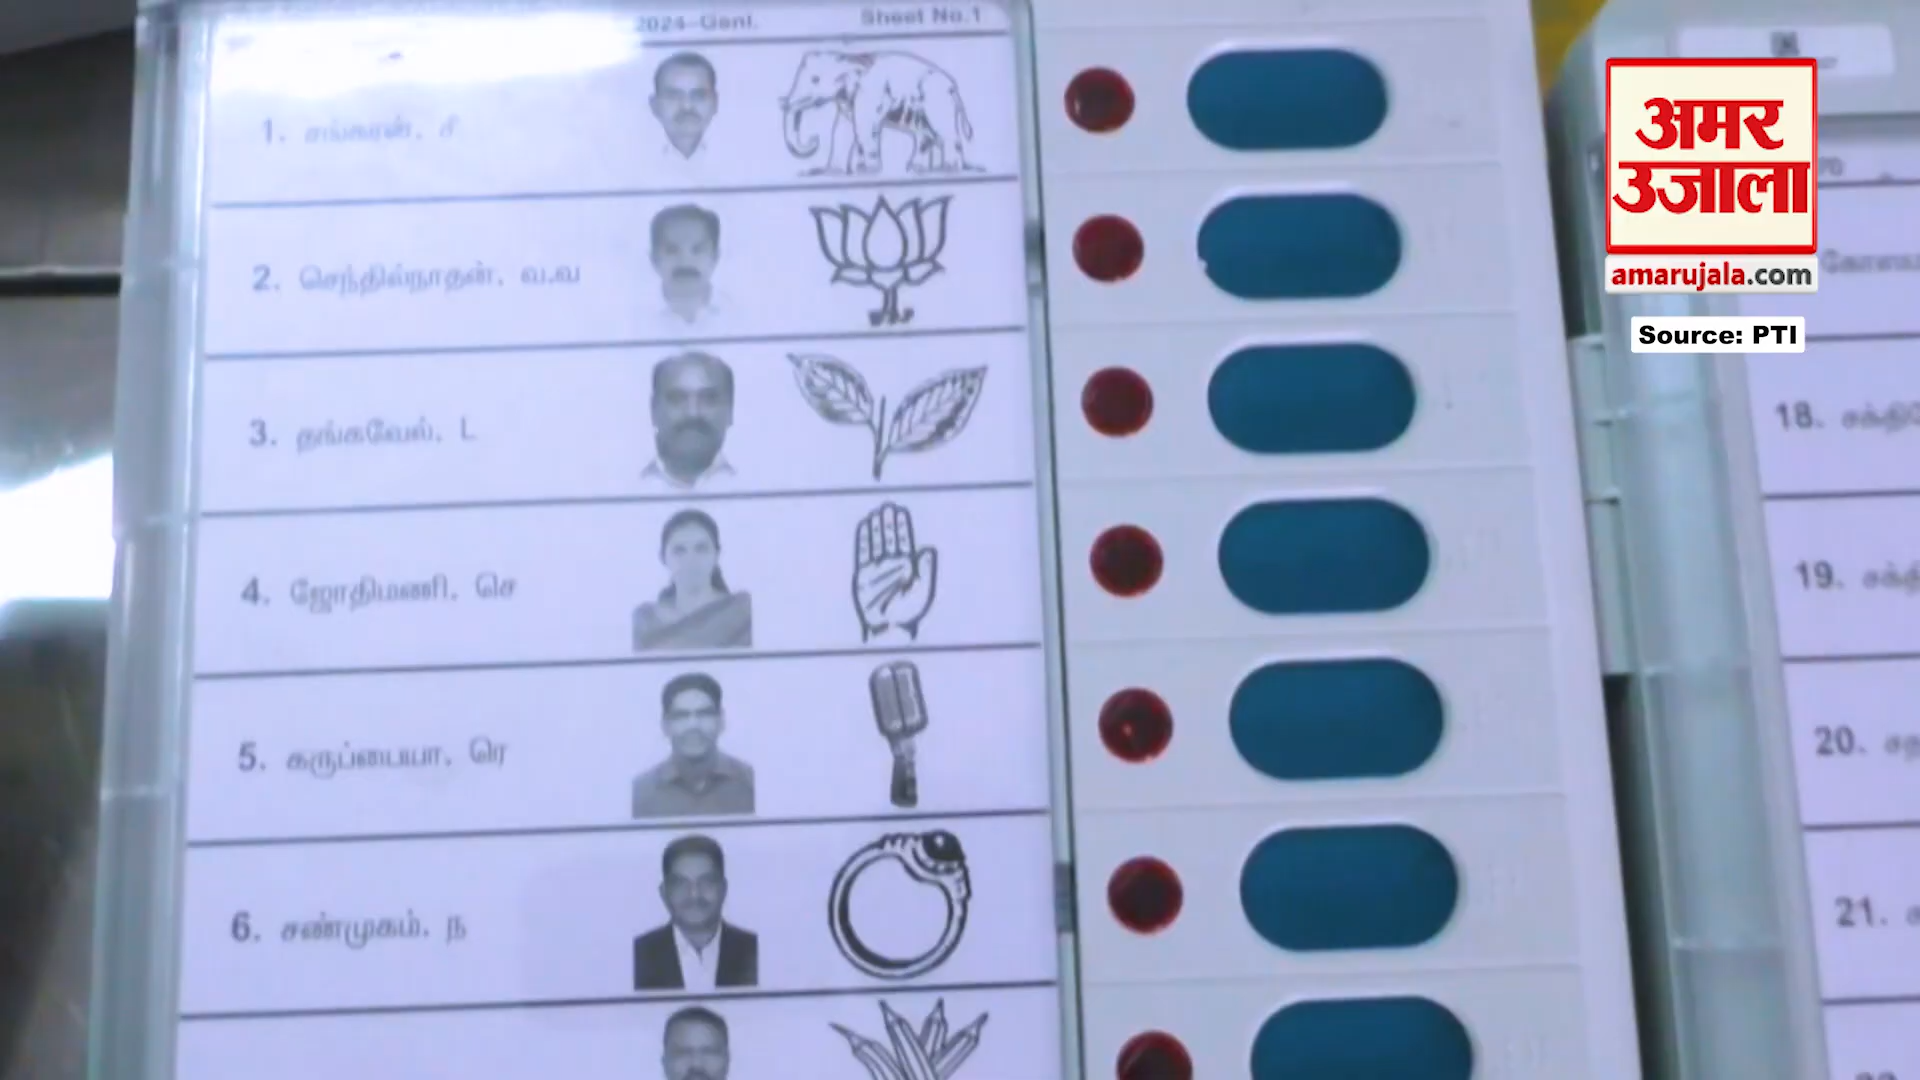 2024-Genl. Sheet No.1
1. சங்கரன். சீ
2. செந்தில்நாதன். வ.வ
3. தங்கவேல். L
4. ஜோதிமணி. செ
5. கருப்பையா. ரெ
6. சண்முகம். ந
अमर
उजाला
amarujala.com
Source: PTI
18.
19.
20.
21.